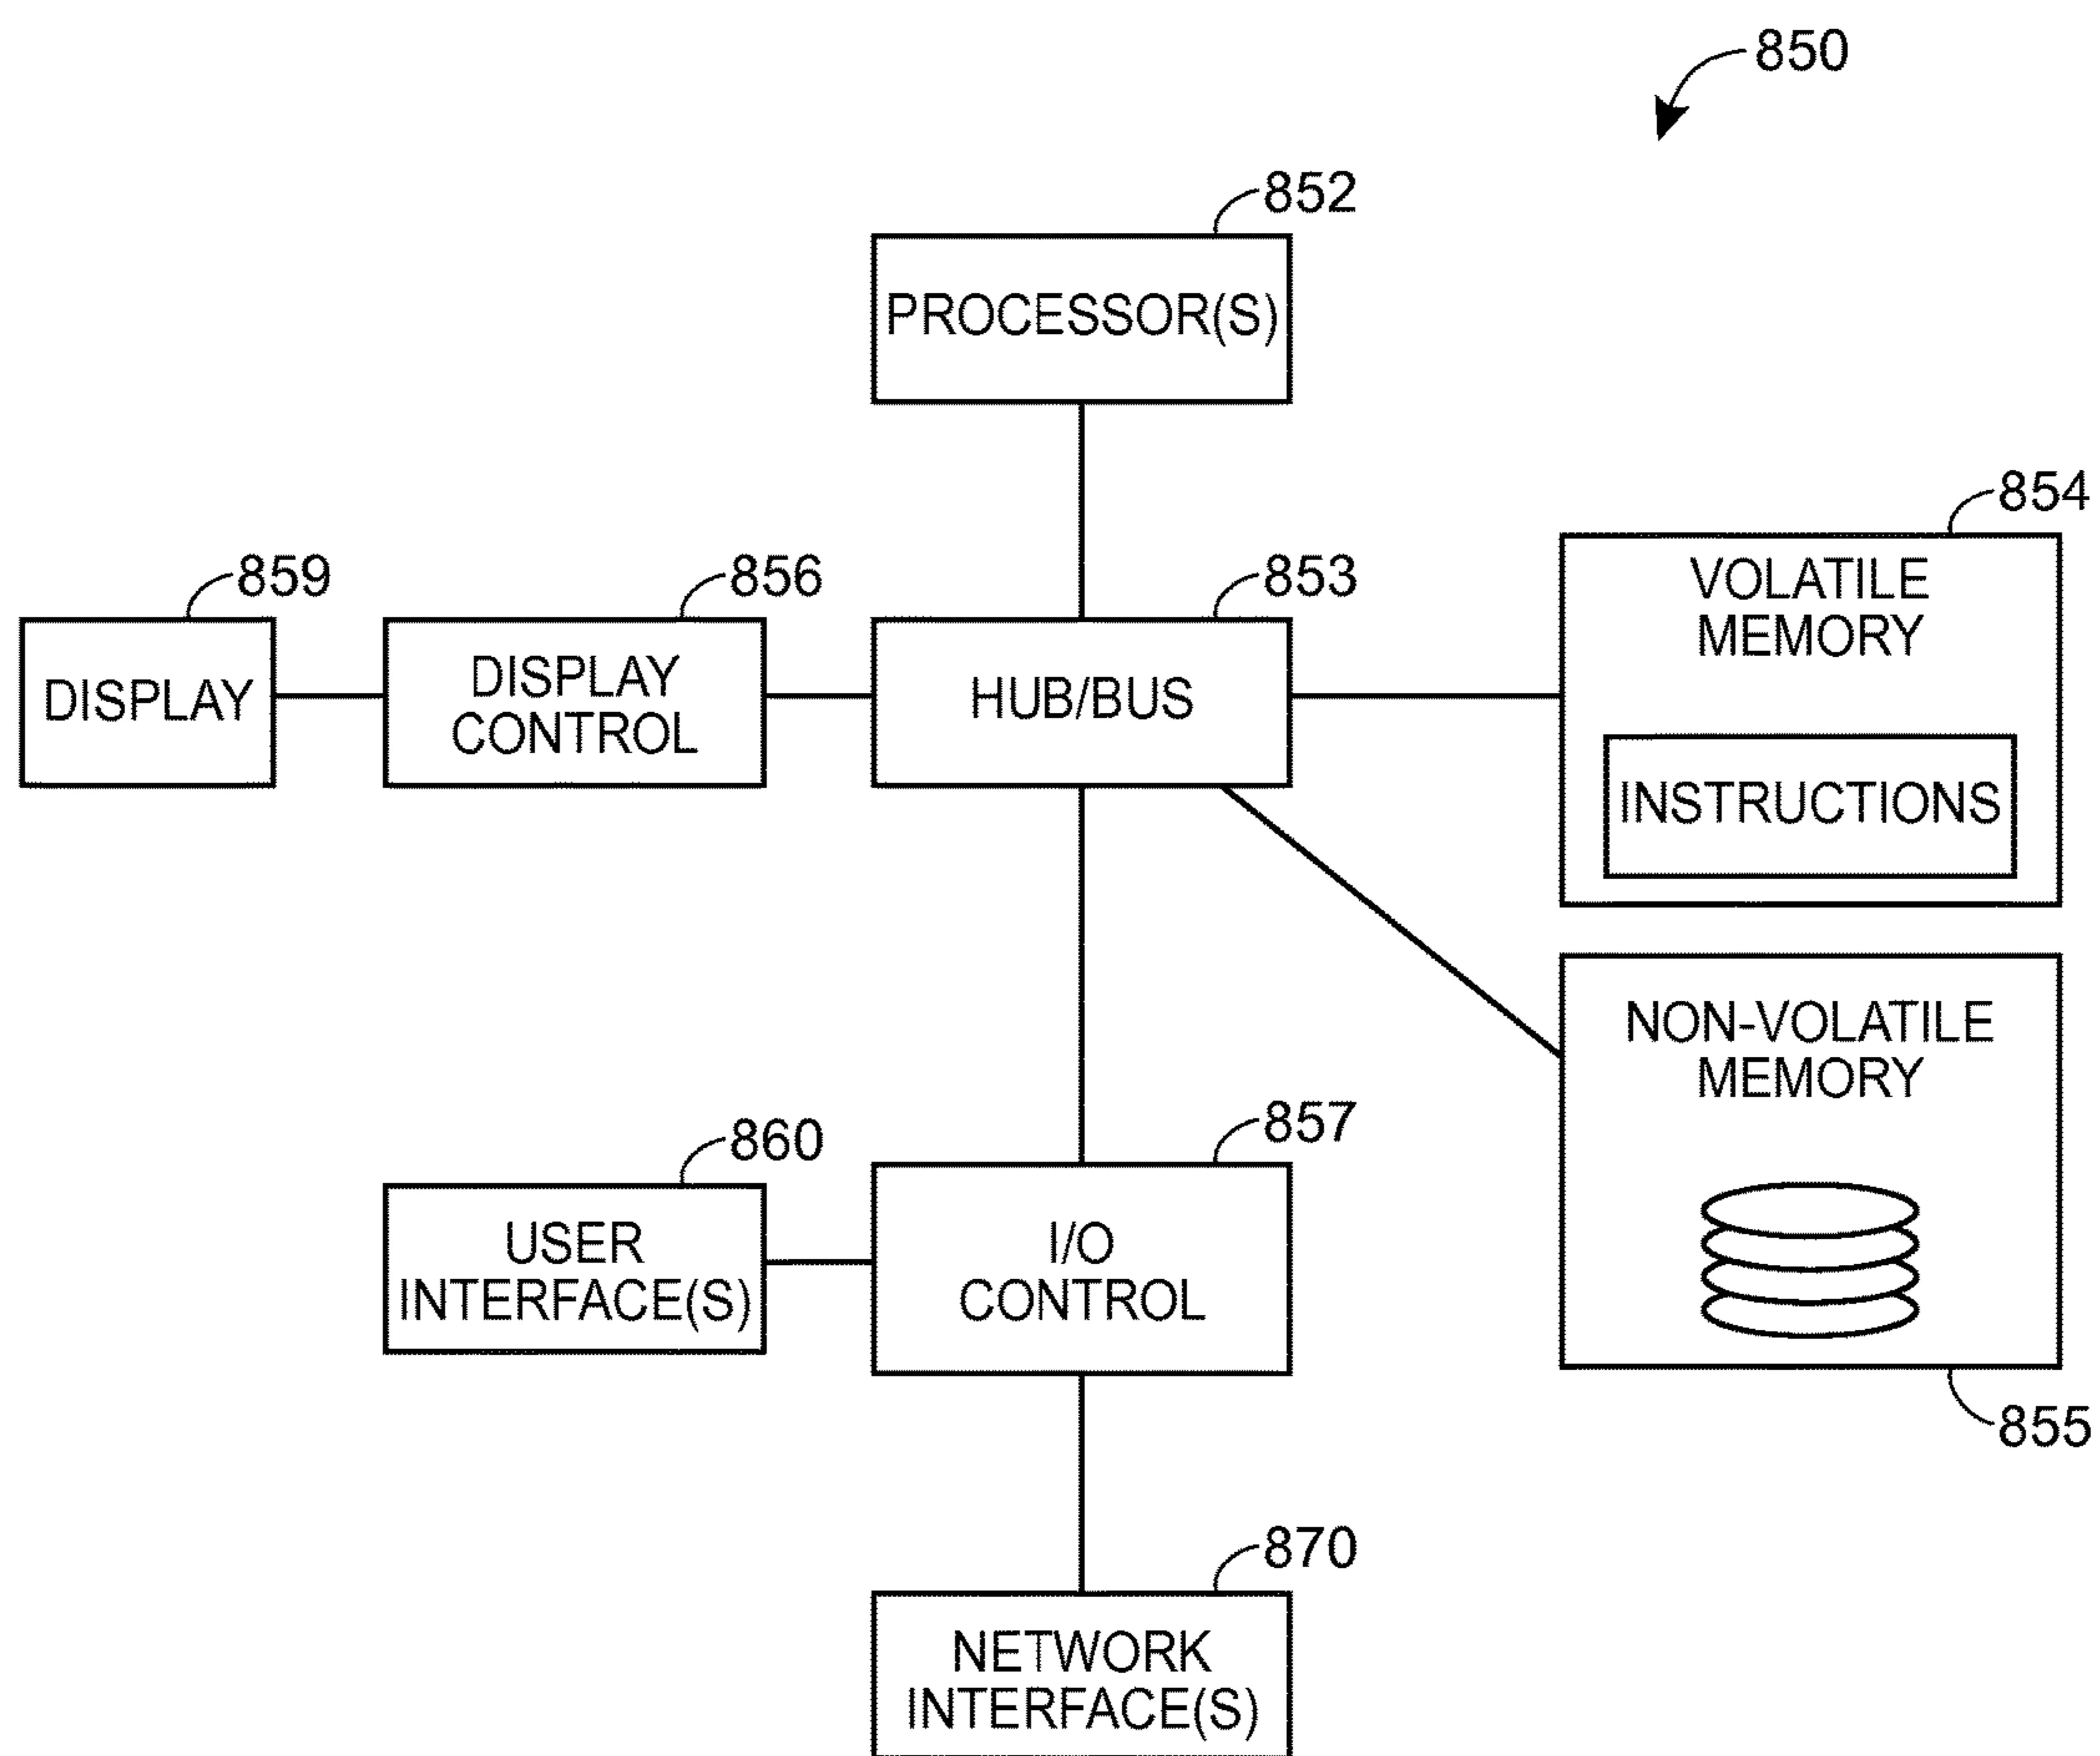 850
852
PROCESSOR(S)
854
VOLATILE
MEMORY
INSTRUCTIONS
859
DISPLAY
856
DISPLAY
CONTROL
853
HUB/BUS
NON-VOLATILE
MEMORY
855
860
USER
INTERFACE(S)
857
I/O
CONTROL
870
NETWORK
INTERFACE(S)